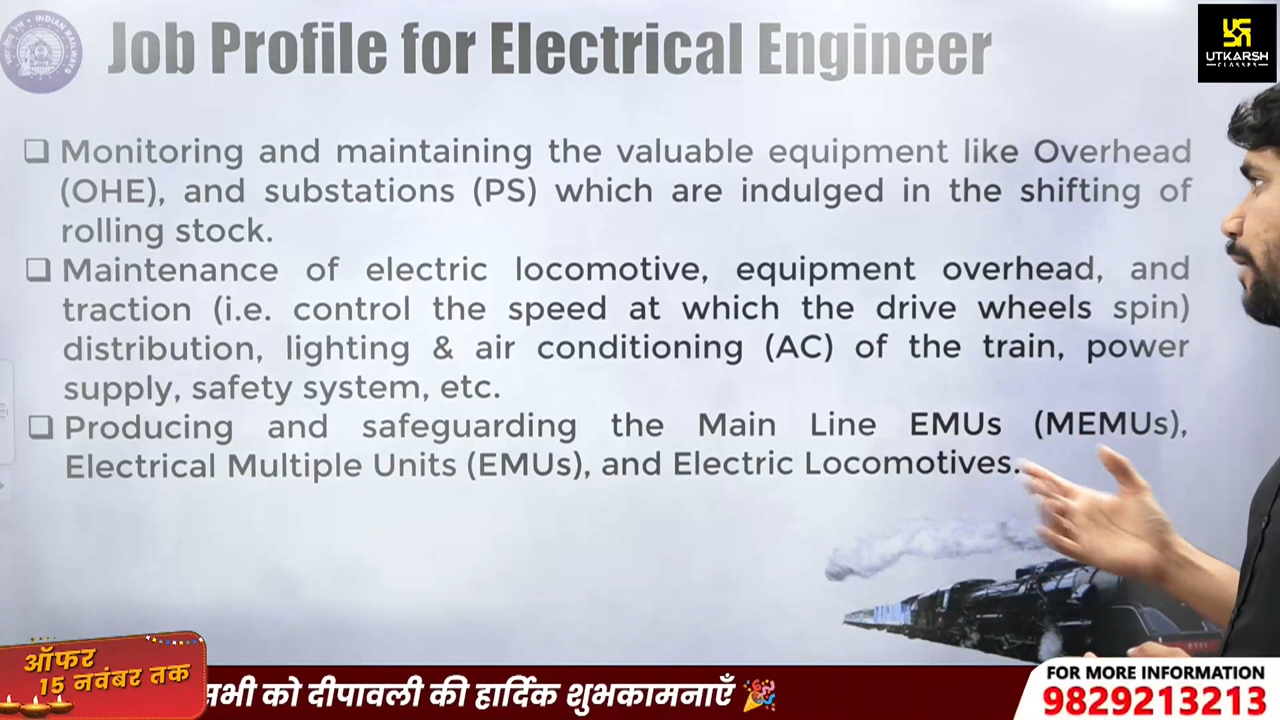 INDIAN RAILWAYS
Job Profile for Electrical Engineer
UTKARSH
CLASSES
❑ Monitoring and maintaining the valuable equipment like Overhead
(OHE), and substations (PS) which are indulged in the shifting of
rolling stock.
❑ Maintenance of electric locomotive, equipment overhead, and
traction (i.e. control the speed at which the drive wheels spin)
distribution, lighting & air conditioning (AC) of the train, power
supply, safety system, etc.
❑ Producing and safeguarding the Main Line EMUs (MEMUs),
Electrical Multiple Units (EMUs), and Electric Locomotives.
ऑफर
15 नवंबर तक
सभी को दीपावली की हार्दिक शुभकामनाएँ 🎉
FOR MORE INFORMATION
9829213213